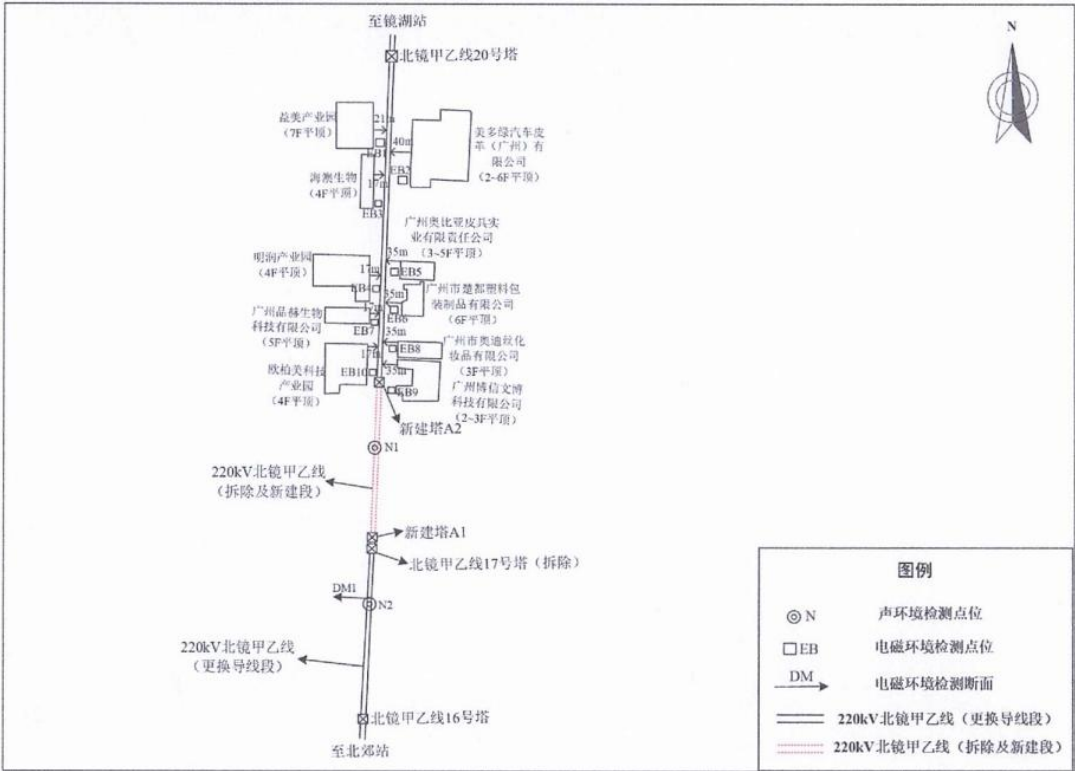 至镜湖站
北镜甲乙线20号塔
N
益美产业园
(7F平顶)
21m
EB1
40m
美多绿汽车皮
革(广州)有
限公司
(2~6F平顶)
EB2
海澳生物
(4F平顶)
17m
EB3
广州奥比亚皮具实
业有限责任公司
(3~5F平顶)
35m
EB5
明润产业园
(4F平顶)
17m
EB4
35m
广州市楚都塑料包
装制品有限公司
(6F平顶)
EB6
广州品赫生物
科技有限公司
(5F平顶)
17m
EB7
35m
EB8
广州市奥迪丝化
妆品有限公司
(3F平顶)
欧柏美科技
产业园
(4F平顶)
17m
EB10
35m
EB9
广州博信文博
科技有限公司
(2~3F平顶)
新建塔A2
N1
220kV北镜甲乙线
(拆除及新建段)
新建塔A1
北镜甲乙线17号塔(拆除)
DM1
N2
220kV北镜甲乙线
(更换导线段)
北镜甲乙线16号塔
至北郊站
图例
N 声环境检测点位
EB 电磁环境检测点位
DM 电磁环境检测断面
220kV北镜甲乙线(更换导线段)
220kV北镜甲乙线(拆除及新建段)